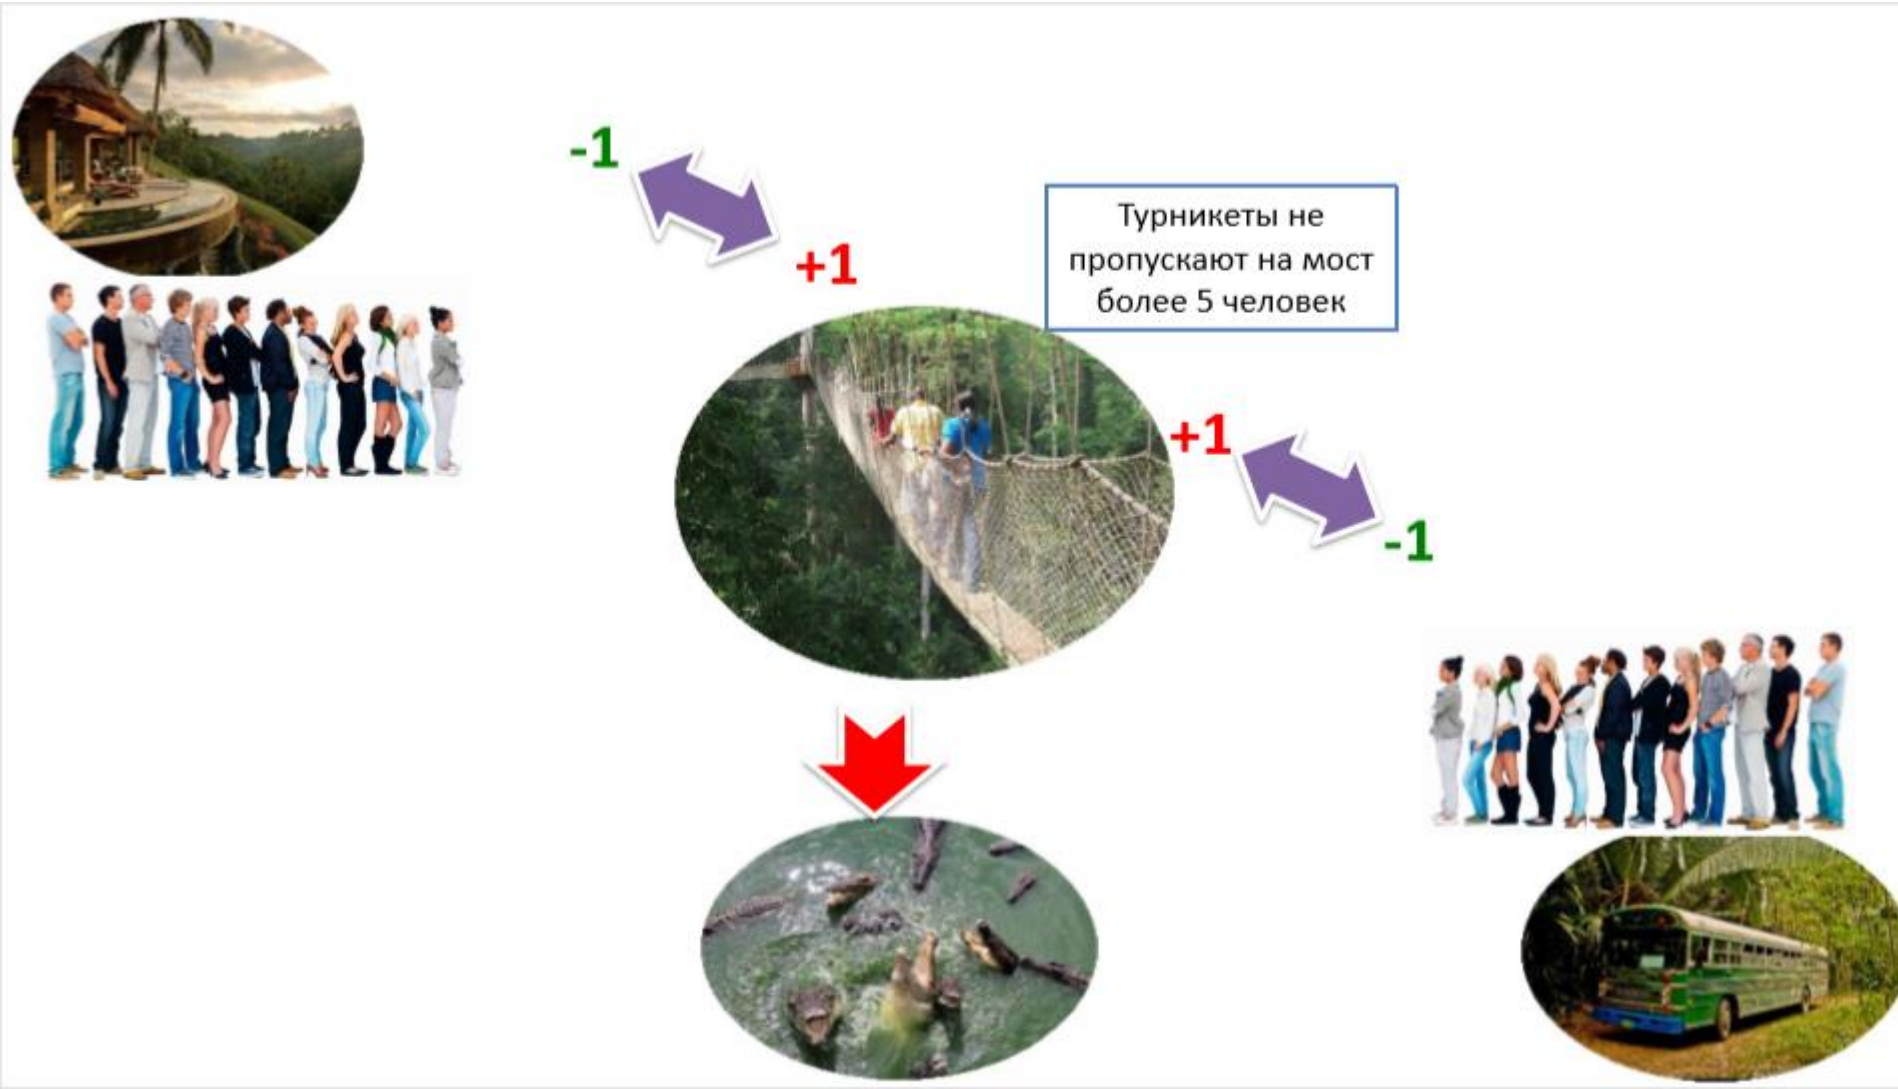 -1
+1
Турникеты не
пропускают на мост
более 5 человек
+1
-1